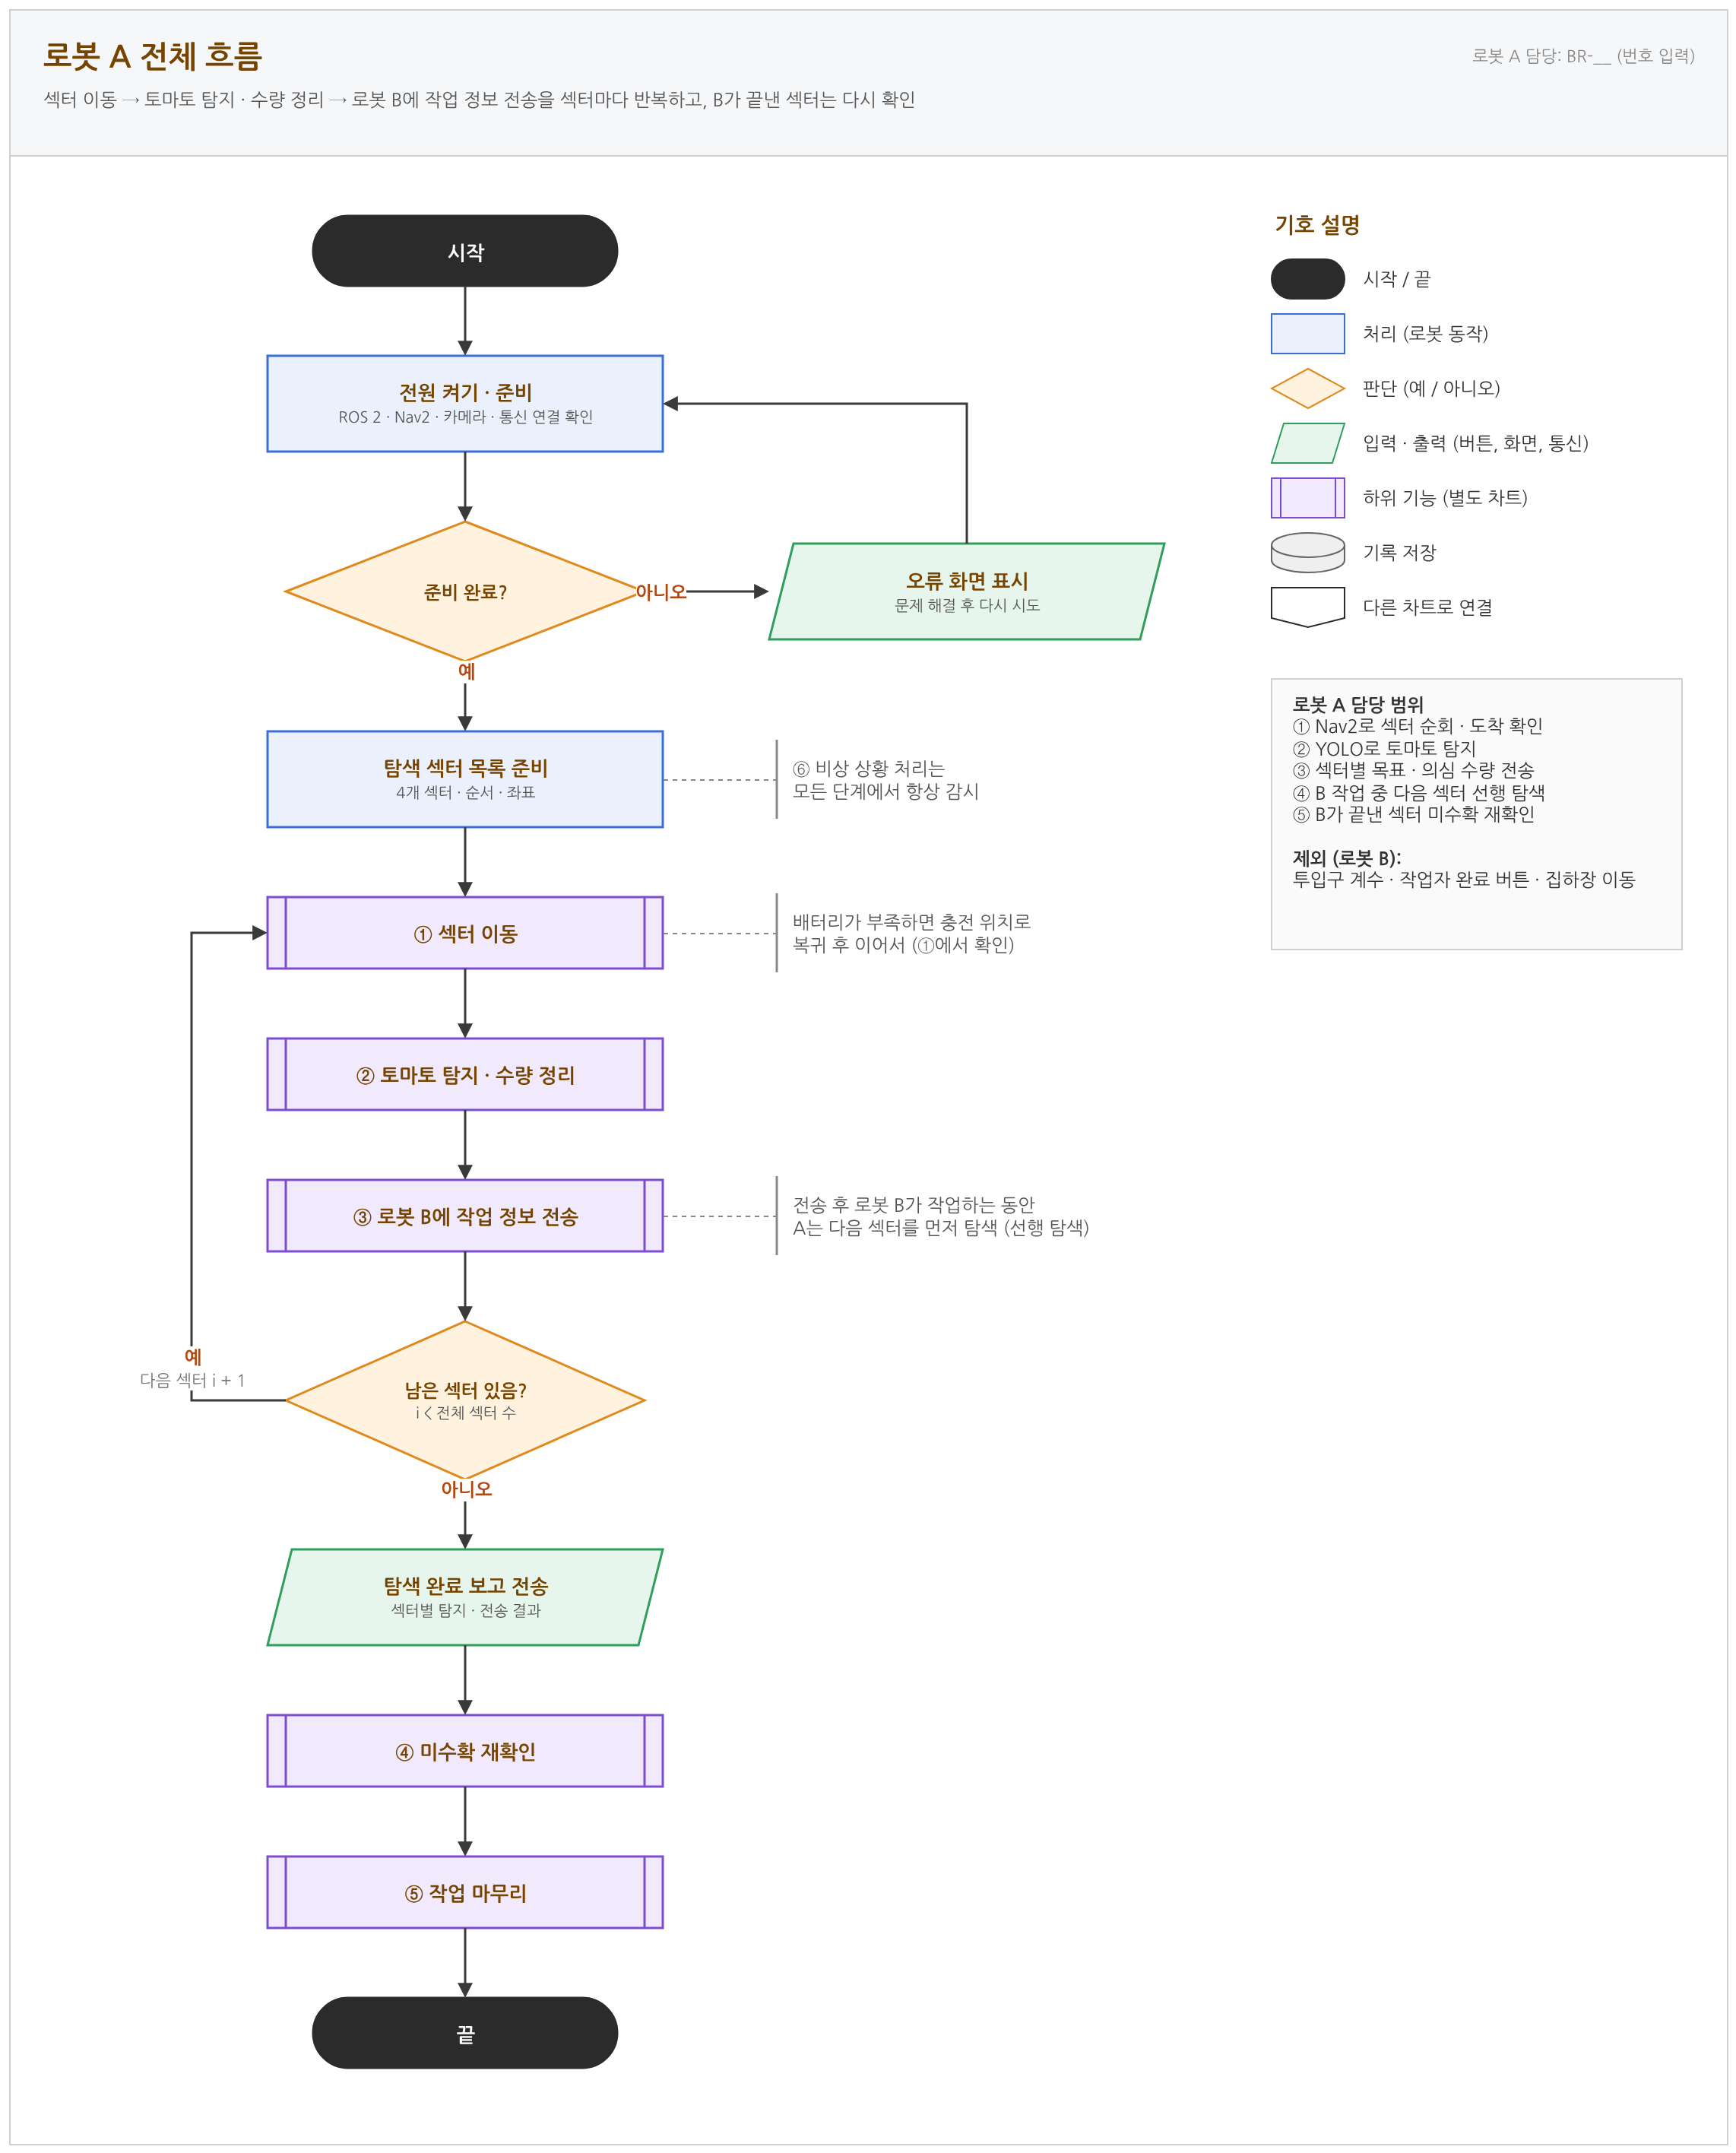 로봇 A 전체 흐름
로봇 A 담당: BR-__ (번호 입력)
섹터 이동 → 토마토 탐지 · 수량 정리 → 로봇 B에 작업 정보 전송을 섹터마다 반복하고, B가 끝낸 섹터는 다시 확인
시작
전원 켜기 · 준비
ROS 2 · Nav2 · 카메라 · 통신 연결 확인
준비 완료?
아니오
오류 화면 표시
문제 해결 후 다시 시도
예
탐색 섹터 목록 준비
4개 섹터 · 순서 · 좌표
⑥ 비상 상황 처리는
모든 단계에서 항상 감시
① 섹터 이동
배터리가 부족하면 충전 위치로
복귀 후 이어서 (①에서 확인)
② 토마토 탐지 · 수량 정리
③ 로봇 B에 작업 정보 전송
전송 후 로봇 B가 작업하는 동안
A는 다음 섹터를 먼저 탐색 (선행 탐색)
예
다음 섹터 i + 1
남은 섹터 있음?
i < 전체 섹터 수
아니오
탐색 완료 보고 전송
섹터별 탐지 · 전송 결과
④ 미수확 재확인
⑤ 작업 마무리
끝
기호 설명
시작 / 끝
처리 (로봇 동작)
판단 (예 / 아니오)
입력 · 출력 (버튼, 화면, 통신)
하위 기능 (별도 차트)
기록 저장
다른 차트로 연결
로봇 A 담당 범위
① Nav2로 섹터 순회 · 도착 확인
② YOLO로 토마토 탐지
③ 섹터별 목표 · 의심 수량 전송
④ B 작업 중 다음 섹터 선행 탐색
⑤ B가 끝낸 섹터 미수확 재확인
제외 (로봇 B):
투입구 계수 · 작업자 완료 버튼 · 집하장 이동